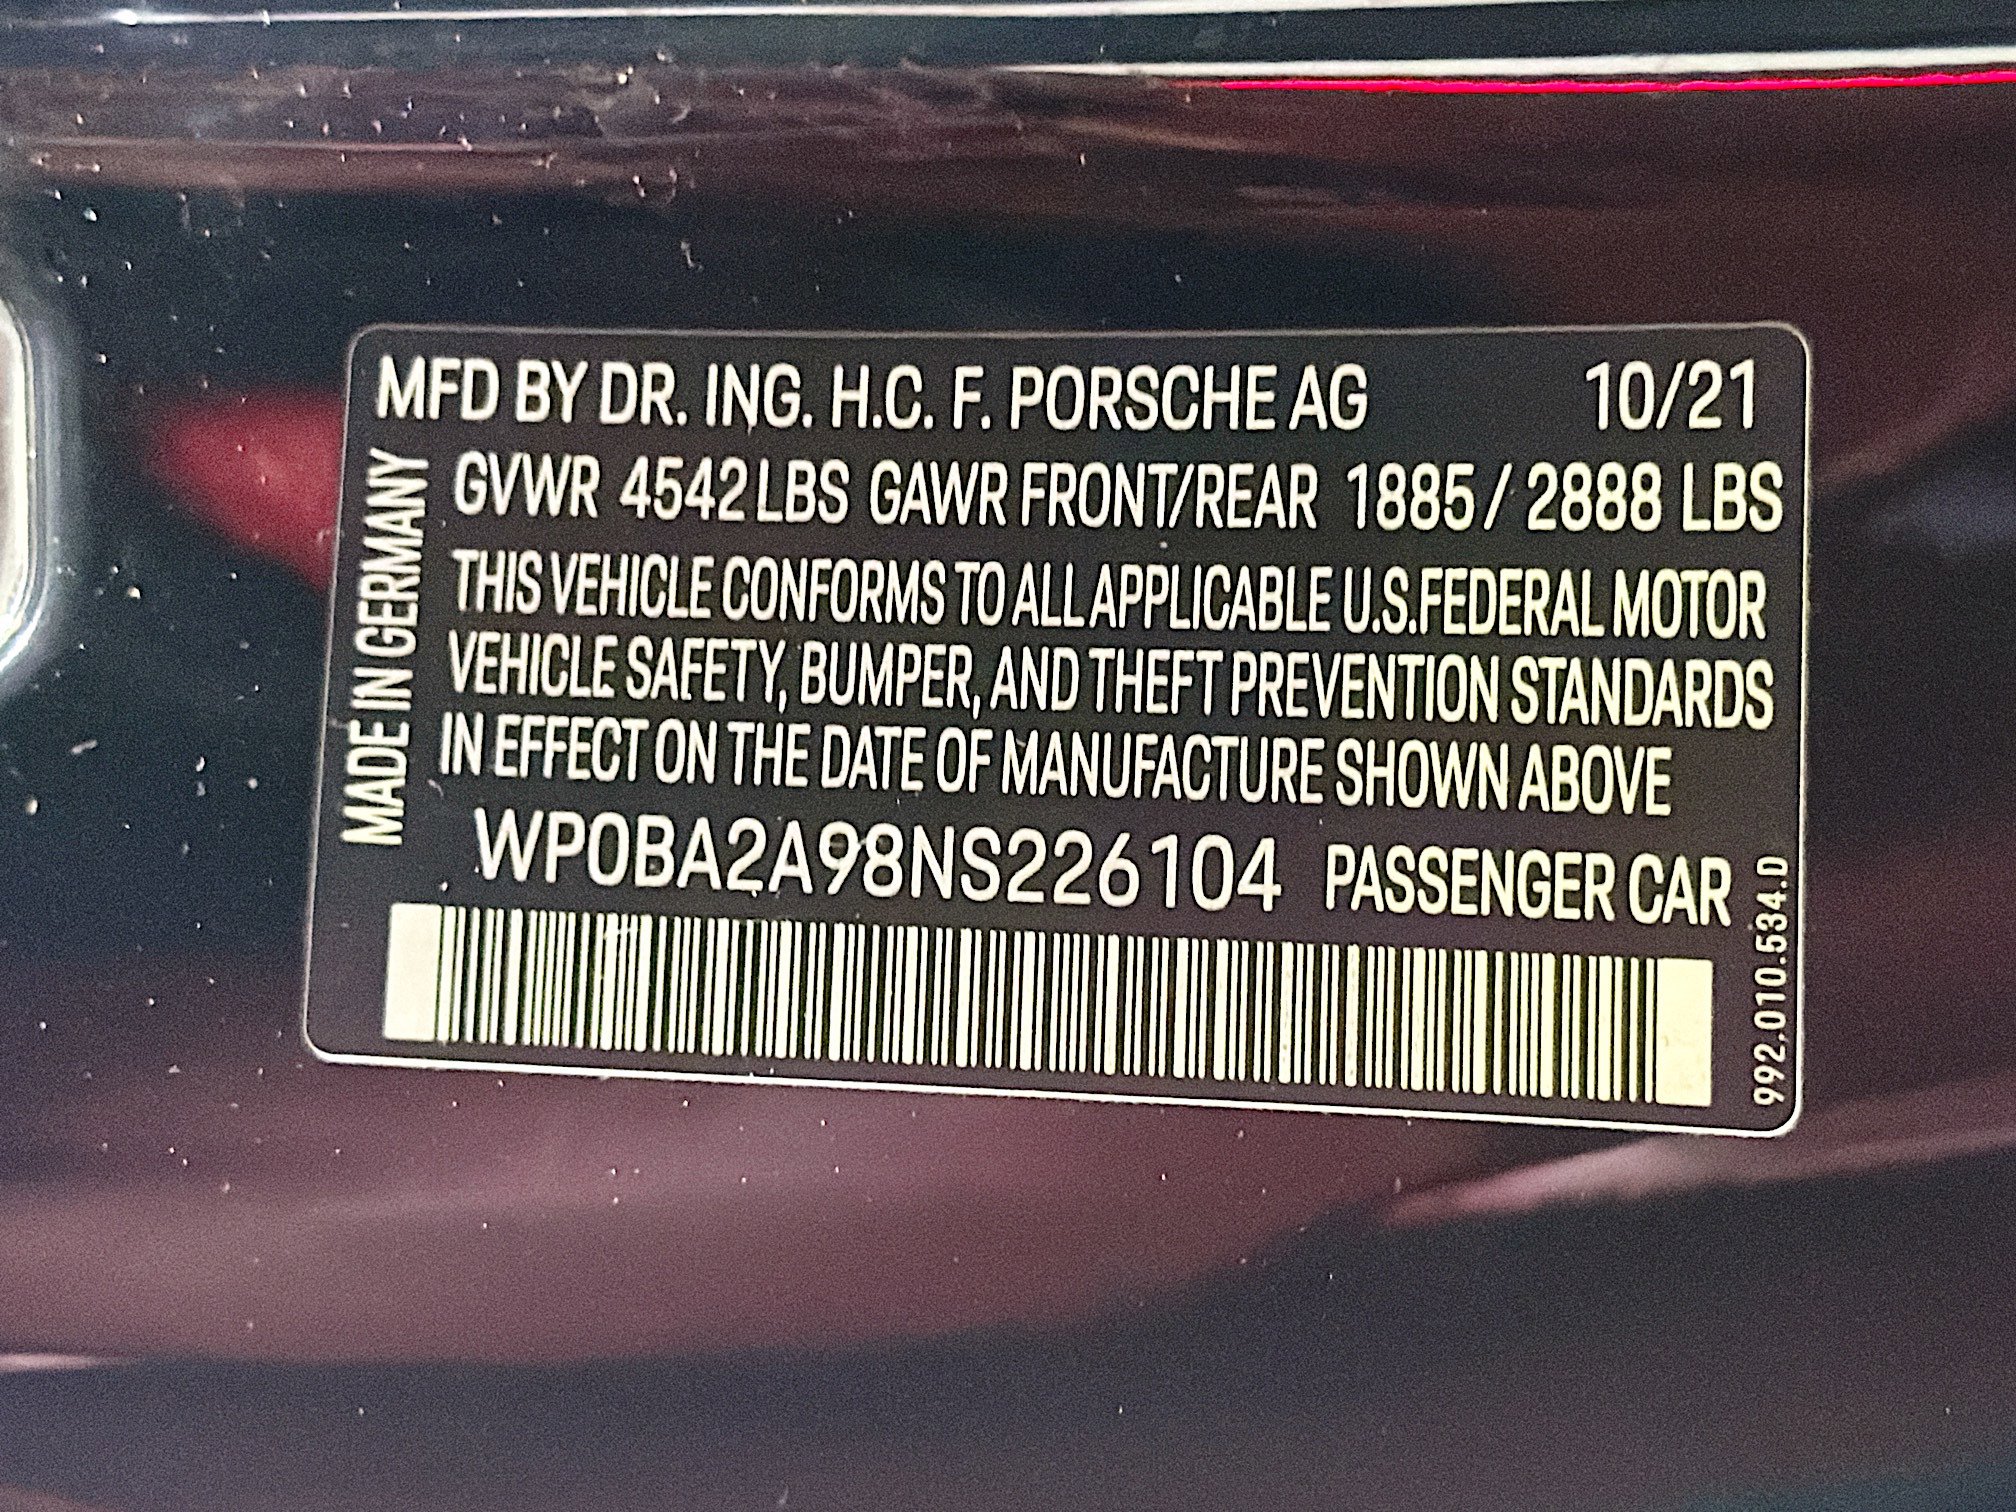 MFD BY DR. ING. H.C. F. PORSCHE AG 10/21
GVWR 4542 LBS GAWR FRONT/REAR 1885 / 2888 LBS
THIS VEHICLE CONFORMS TO ALL APPLICABLE U.S.FEDERAL MOTOR
VEHICLE SAFETY, BUMPER, AND THEFT PREVENTION STANDARDS
IN EFFECT ON THE DATE OF MANUFACTURE SHOWN ABOVE
WP0BA2A98NS226104 PASSENGER CAR
MADE IN GERMANY
992.010.534.D